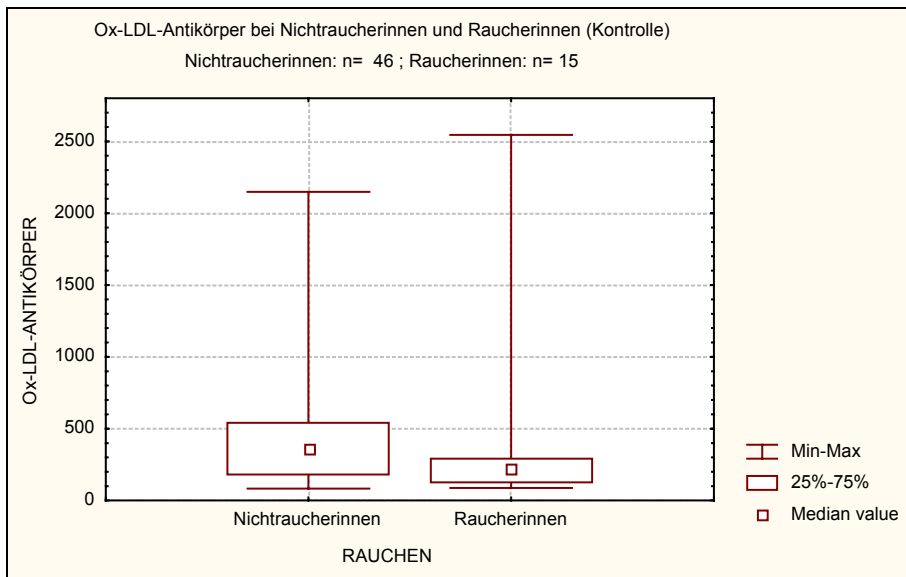 Ox-LDL-Antikörper bei Nichtraucherinnen und Raucherinnen (Kontrolle)
Nichtraucherinnen: n= 46 ; Raucherinnen: n= 15
Ox-LDL-ANTIKÖRPER
2500
2000
1500
1000
500
0
Nichtraucherinnen Raucherinnen
RAUCHEN
Min-Max
25%-75%
Median value